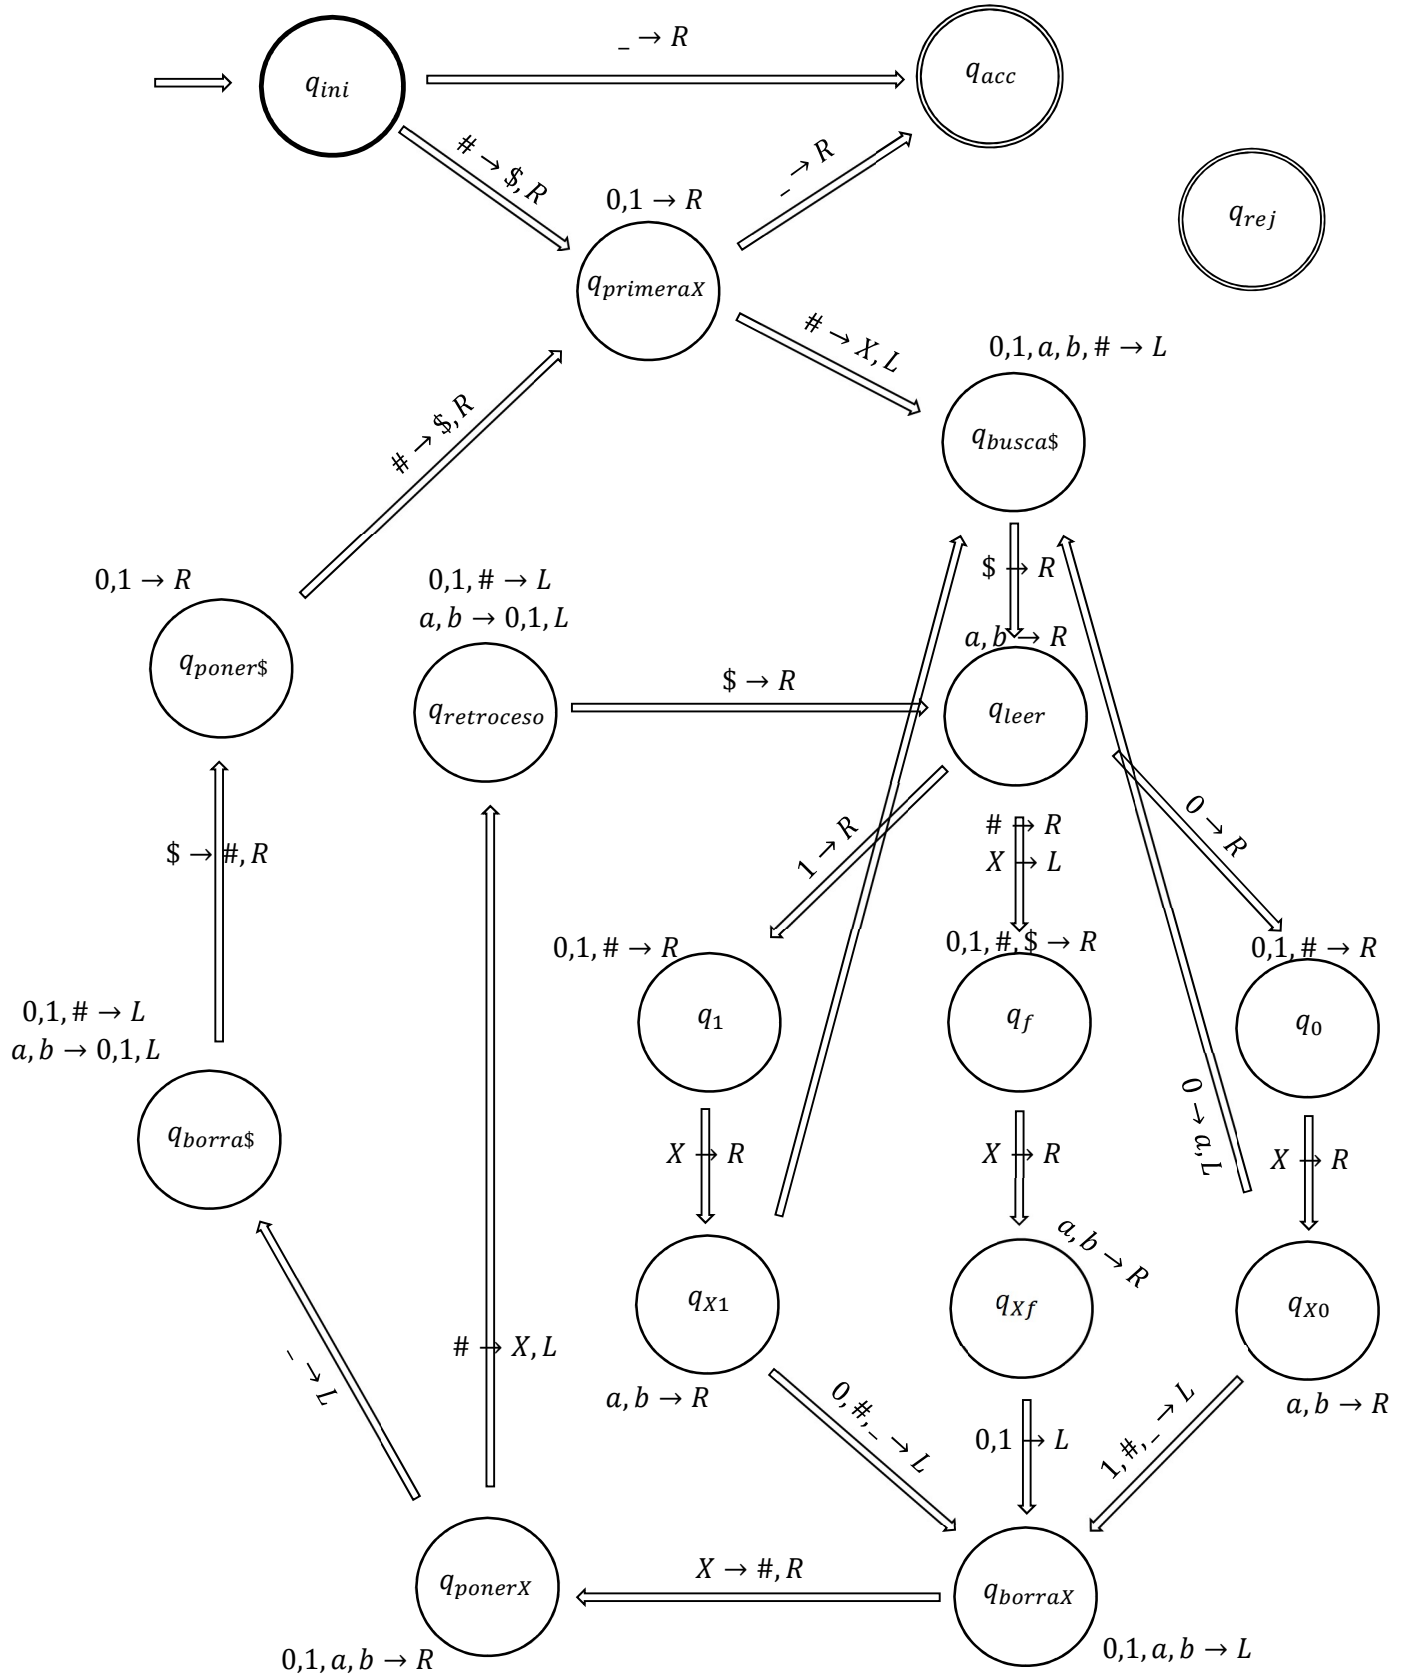 _ → R
q_ini
q_acc
# → $, R
_ → R
0,1 → R
q_rej
q_primeraX
# → X, L
0,1, a, b, # → L
# → $, R
q_busca$
$ → R
0,1 → R
0,1, # → L
a, b → 0,1, L
a, b → R
q_poner$
q_retroceso
$ → R
q_leer
1 → R
# → R
X → L
0 → R
$ → #, R
0,1, # → R
0,1, #, $ → R
0,1, # → R
0,1, # → L
a, b → 0,1, L
q_1
q_f
q_0
q_borra$
X → R
X → R
0 → a, L
X → R
a, b → R
q_X1
q_Xf
q_X0
_ → L
# → X, L
a, b → R
0, #, _ → L
0,1 → L
1, #, _ → L
a, b → R
q_ponerX
X → #, R
q_borraX
0,1, a, b → R
0,1, a, b → L